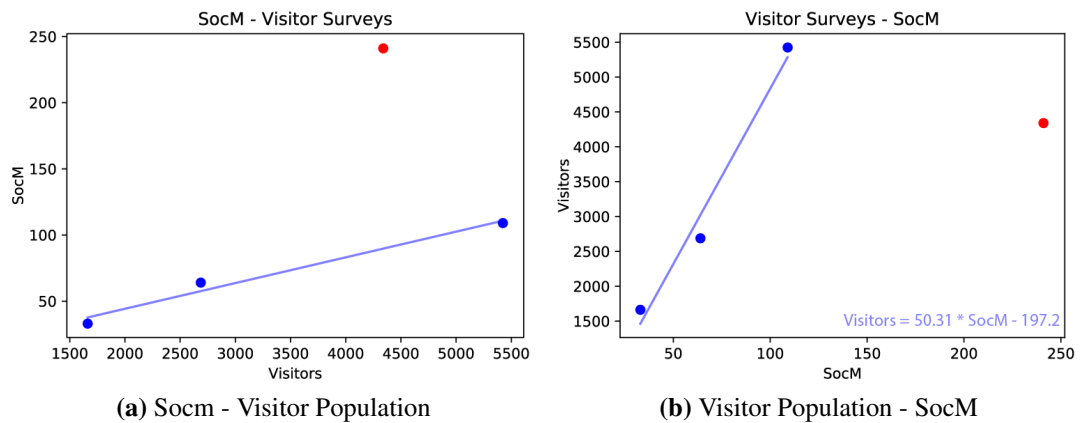 SocM - Visitor Surveys
250
200
150
100
50
SocM
1500 2000 2500 3000 3500 4000 4500 5000 5500
Visitors
(a) Socm - Visitor Population
Visitor Surveys - SocM
5500
5000
4500
4000
3500
3000
2500
2000
1500
Visitors
Visitors = 50.31 * SocM - 197.2
50 100 150 200 250
SocM
(b) Visitor Population - SocM